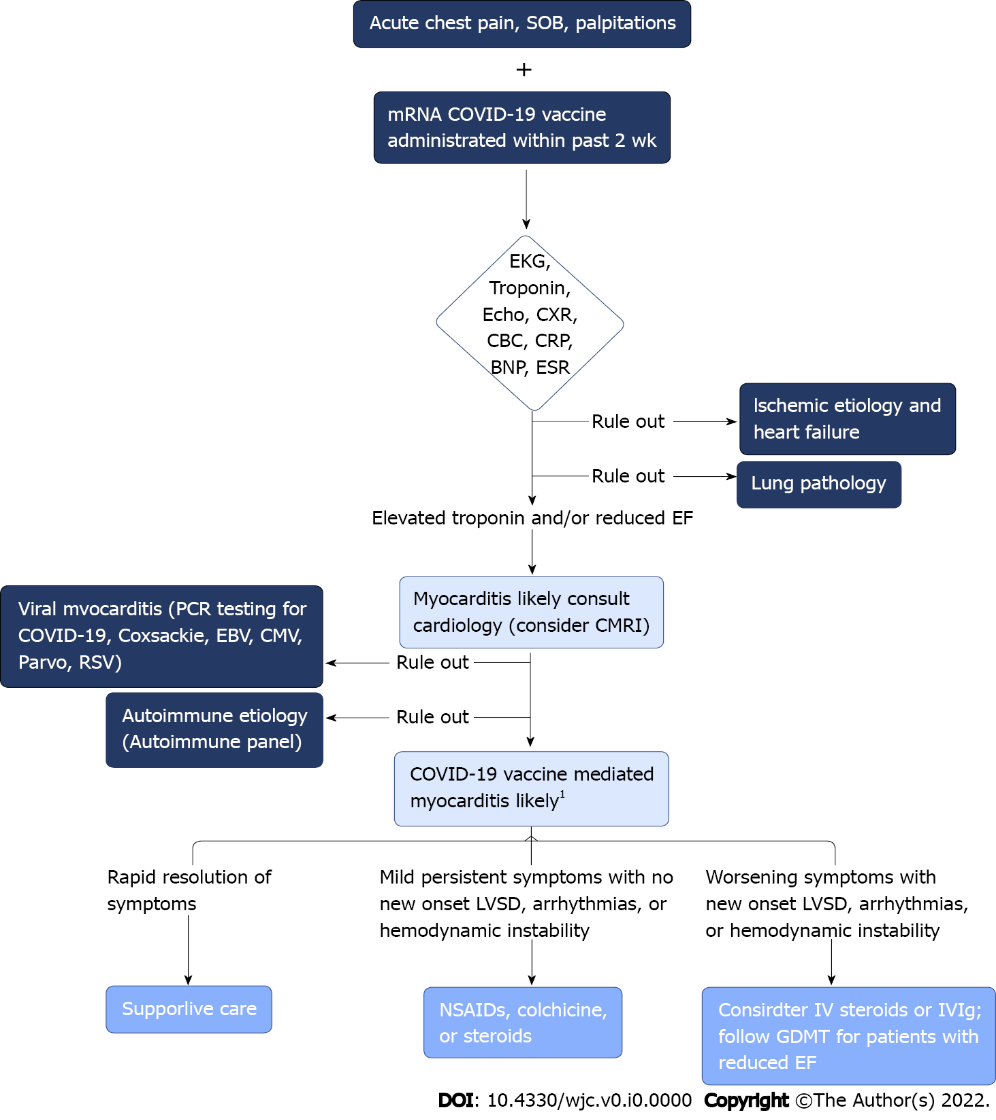 Acute chest pain, SOB, palpitations
+
mRNA COVID-19 vaccine
administrated within past 2 wk
EKG,
Troponin,
Echo, CXR,
CBC, CRP,
BNP, ESR
Rule out
Ischemic etiology and
heart failure
Rule out
Lung pathology
Elevated troponin and/or reduced EF
Myocarditis likely consult
cardiology (consider CMRI)
Viral mvocarditis (PCR testing for
COVID-19, Coxsackie, EBV, CMV,
Parvo, RSV)
Rule out
Autoimmune etiology
(Autoimmune panel)
Rule out
COVID-19 vaccine mediated
myocarditis likely¹
Rapid resolution of
symptoms
Mild persistent symptoms with no
new onset LVSD, arrhythmias, or
hemodynamic instability
Worsening symptoms with
new onset LVSD, arrhythmias,
or hemodynamic instability
Supporlive care
NSAIDs, colchicine,
or steroids
Consirdter IV steroids or IVIg;
follow GDMT for patients with
reduced EF
DOI: 10.4330/wjc.v0.i0.0000 Copyright ©The Author(s) 2022.